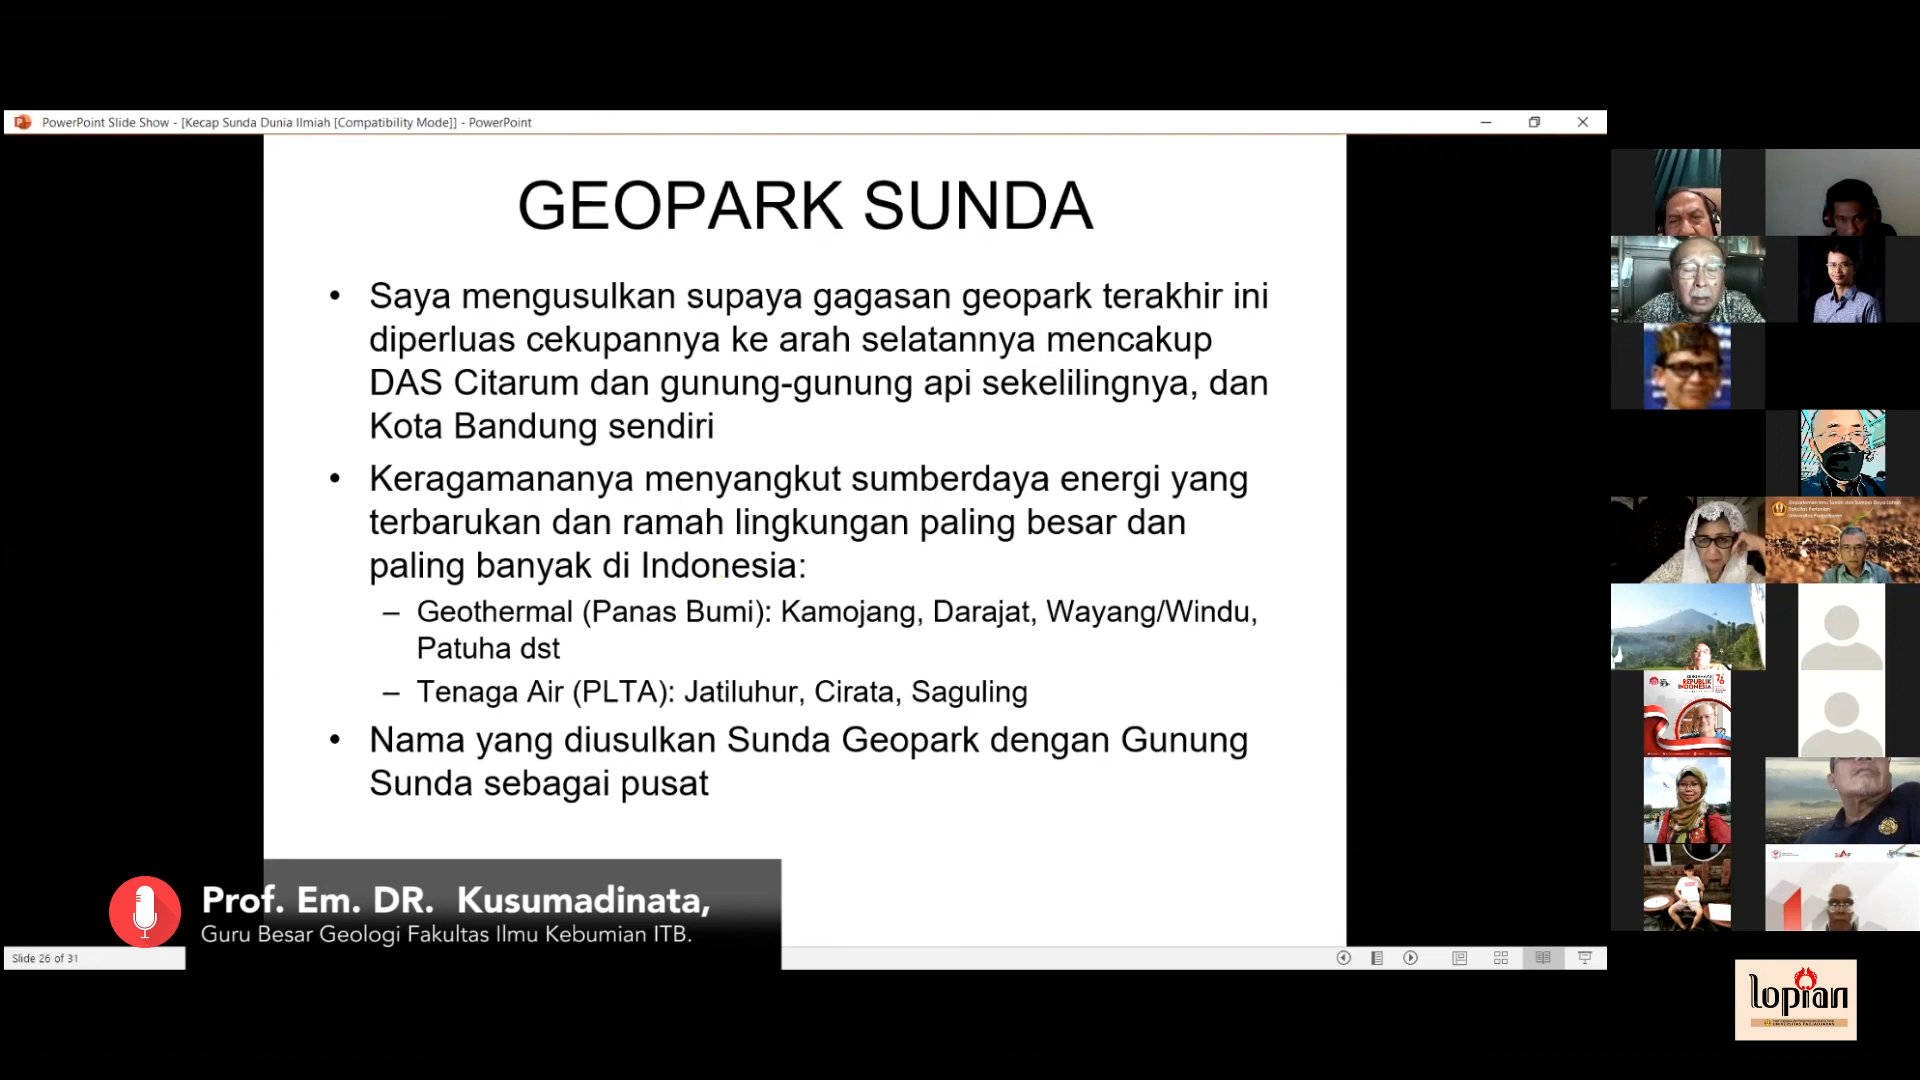 PowerPoint Slide Show - [Kecap Sunda Dunia Ilmiah [Compatibility Mode]] - PowerPoint
GEOPARK SUNDA
• Saya mengusulkan supaya gagasan geopark terakhir ini
diperluas cekupannya ke arah selatannya mencakup
DAS Citarum dan gunung-gunung api sekelilingnya, dan
Kota Bandung sendiri
• Keragamananya menyangkut sumberdaya energi yang
terbarukan dan ramah lingkungan paling besar dan
paling banyak di Indonesia:
– Geothermal (Panas Bumi): Kamojang, Darajat, Wayang/Windu,
Patuha dst
– Tenaga Air (PLTA): Jatiluhur, Cirata, Saguling
• Nama yang diusulkan Sunda Geopark dengan Gunung
Sunda sebagai pusat
Prof. Em. DR. Kusumadinata,
Guru Besar Geologi Fakultas Ilmu Kebumian ITB.
Slide 26 of 31
REPUBLIK
INDONESIA
lopian
UNIVERSITAS PADJADJARAN